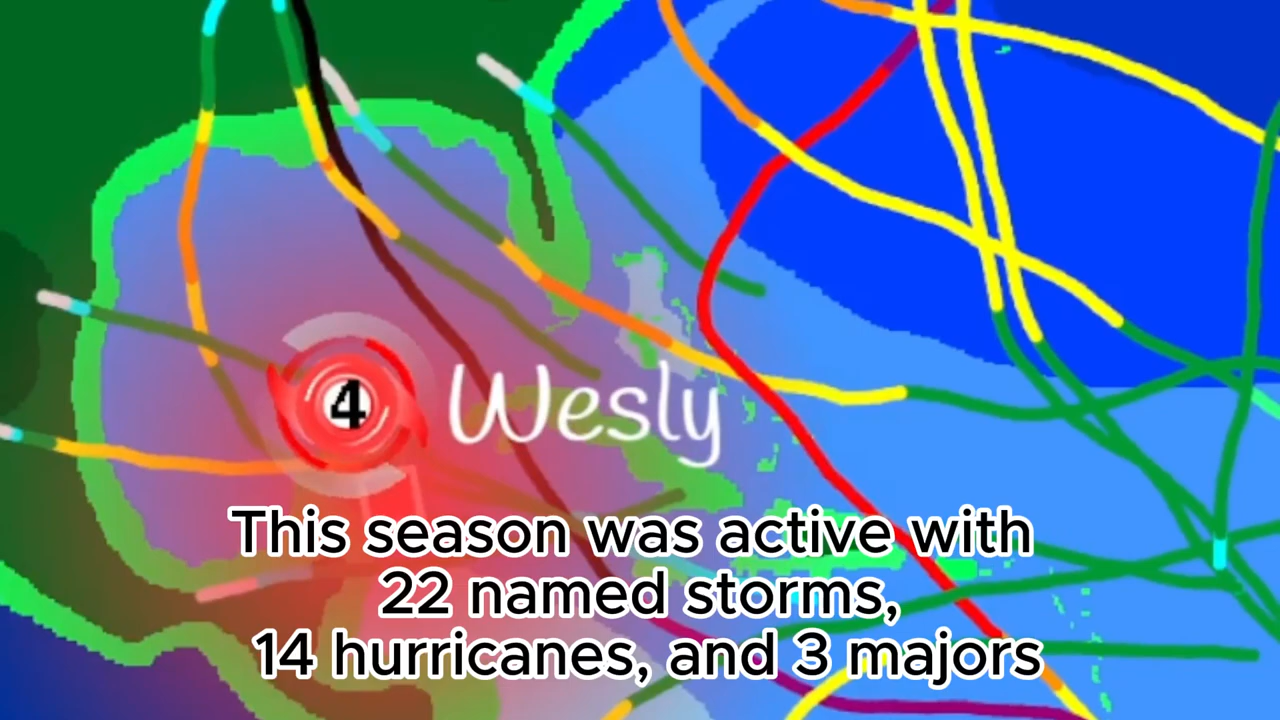 4
Wesly
This season was active with
22 named storms,
14 hurricanes, and 3 majors